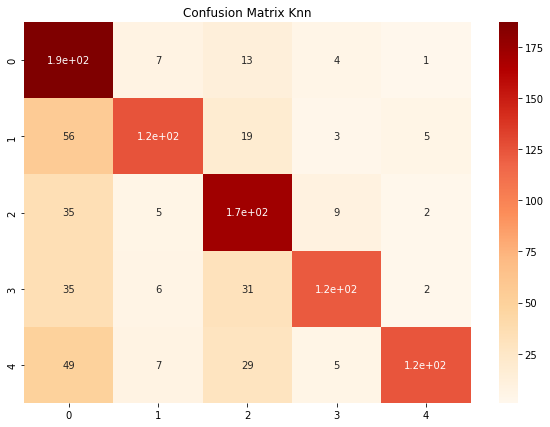 Confusion Matrix Knn
0 1.9e+02 7 13 4 1
1 56 1.2e+02 19 3 5
2 35 5 1.7e+02 9 2
3 35 6 31 1.2e+02 2
4 49 7 29 5 1.2e+02
0 1 2 3 4
175
150
125
100
75
50
25